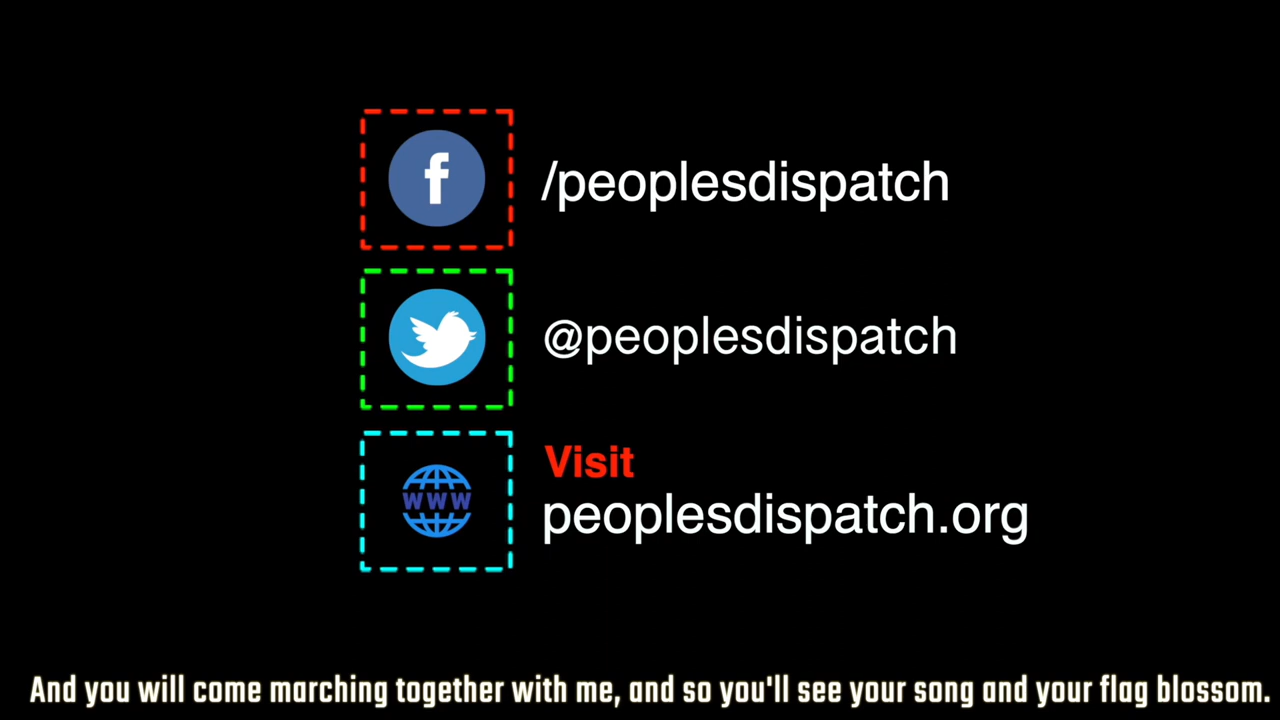 f
/peoplesdispatch
@peoplesdispatch
Visit
WWW
peoplesdispatch.org
And you will come marching together with me, and so you'll see your song and your flag blossom.